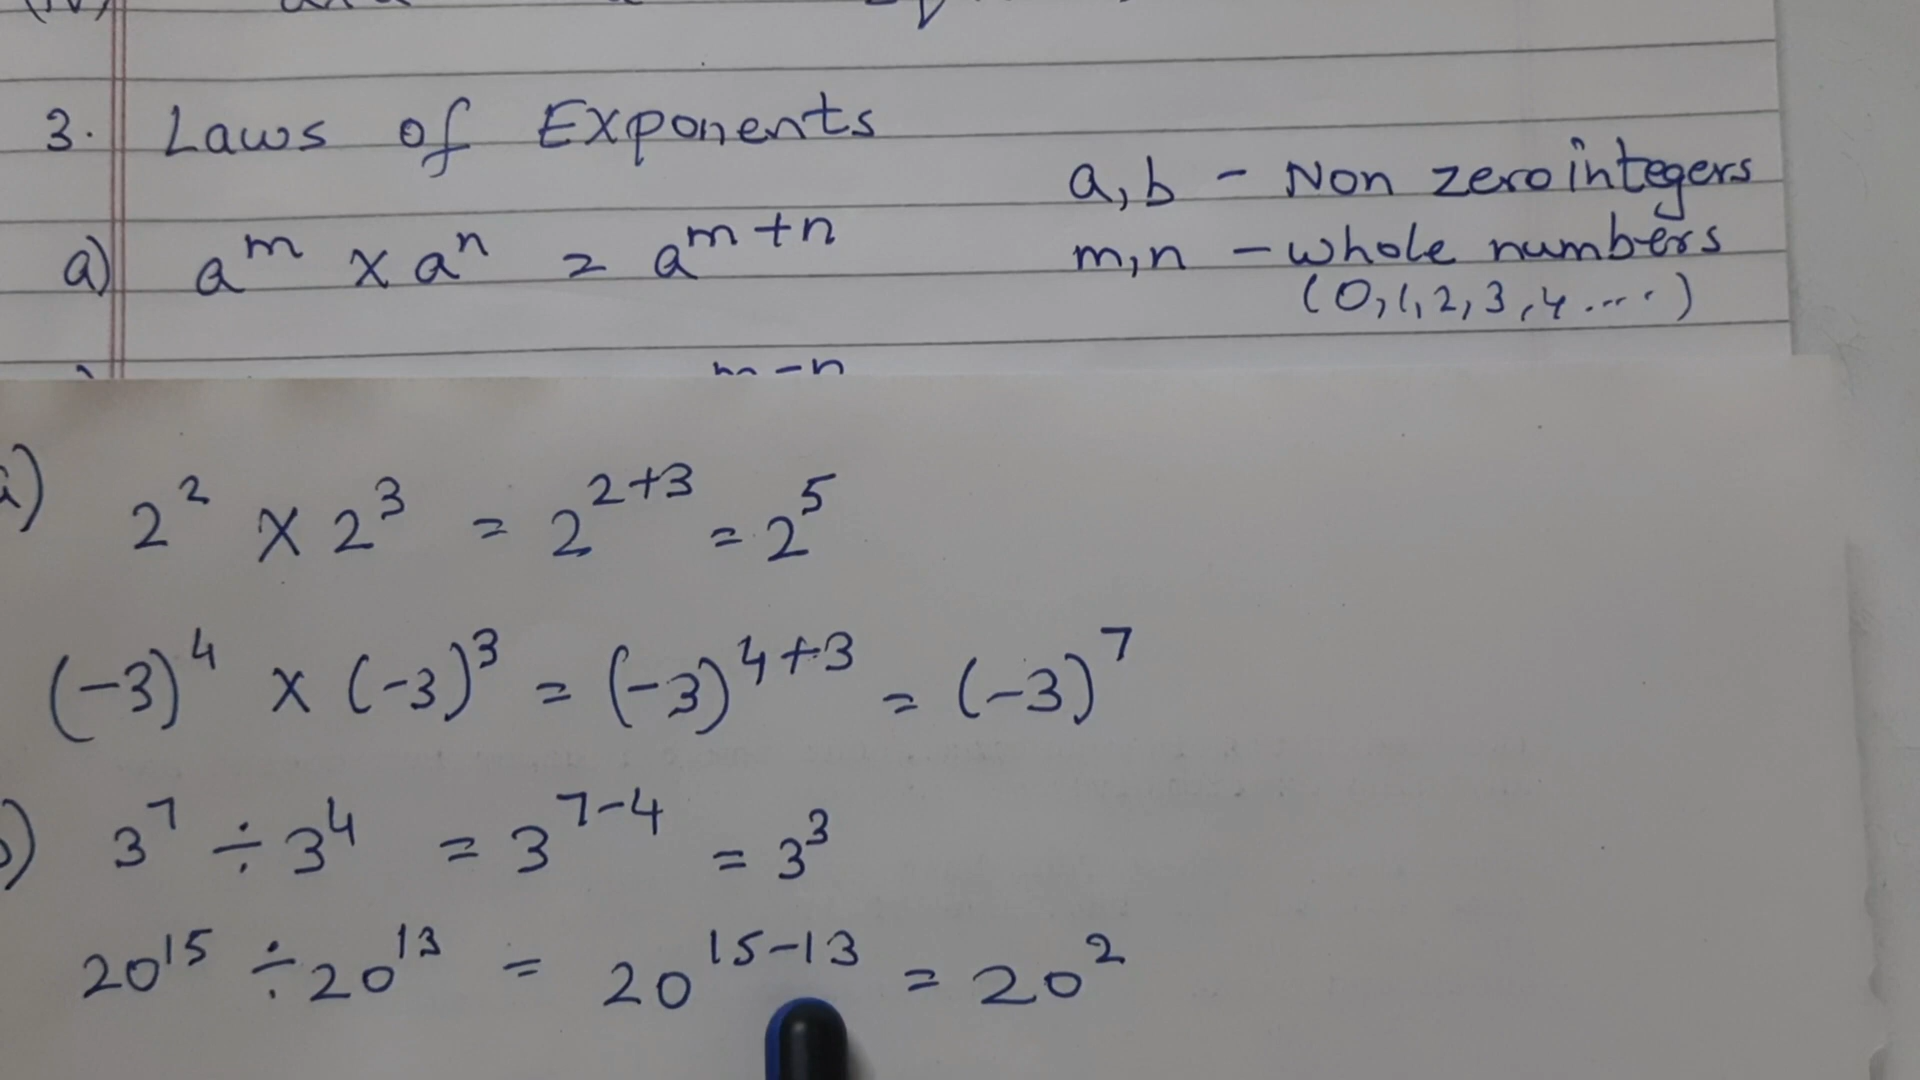 3. Laws of Exponents
a, b - Non zero integers
a) a^m × a^n = a^(m+n)
m, n - whole numbers
(0, 1, 2, 3, 4 ....)
m-n
2^2 × 2^3 = 2^(2+3) = 2^5
(-3)^4 × (-3)^3 = (-3)^(4+3) = (-3)^7
3^7 ÷ 3^4 = 3^(7-4) = 3^3
20^15 ÷ 20^13 = 20^(15-13) = 20^2